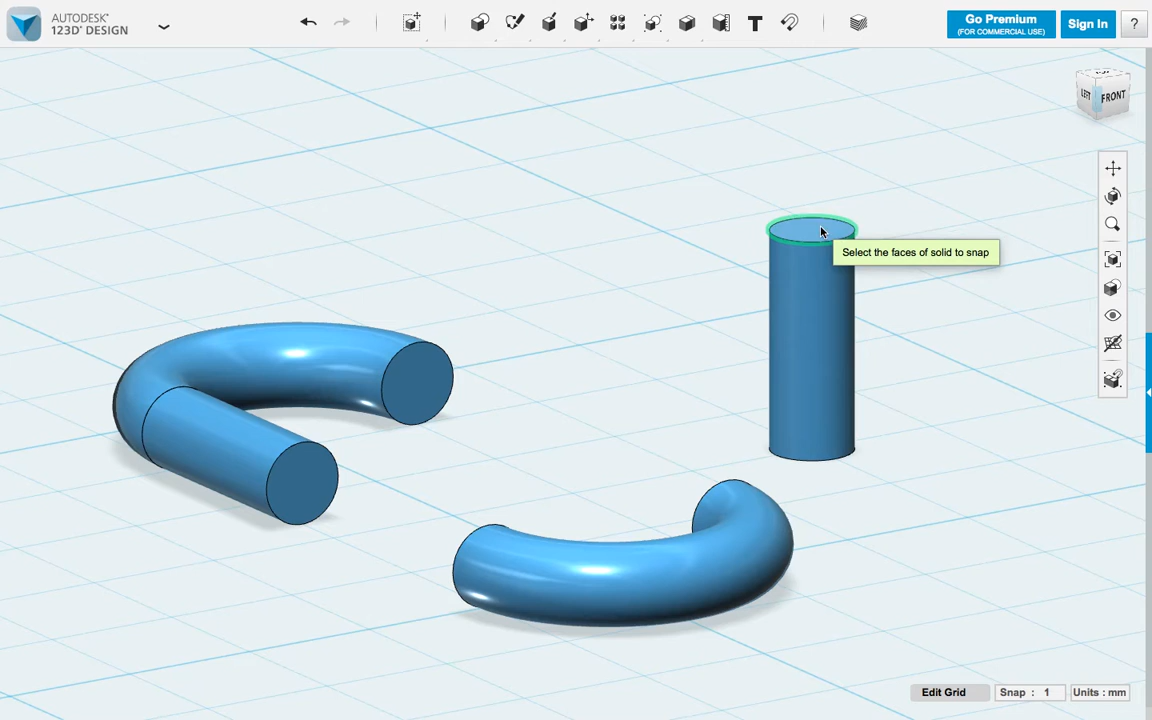 AUTODESK®
123D® DESIGN
Go Premium
(FOR COMMERCIAL USE)
Sign In
?
LEFT
FRONT
Select the faces of solid to snap
Edit Grid
Snap : 1
Units : mm